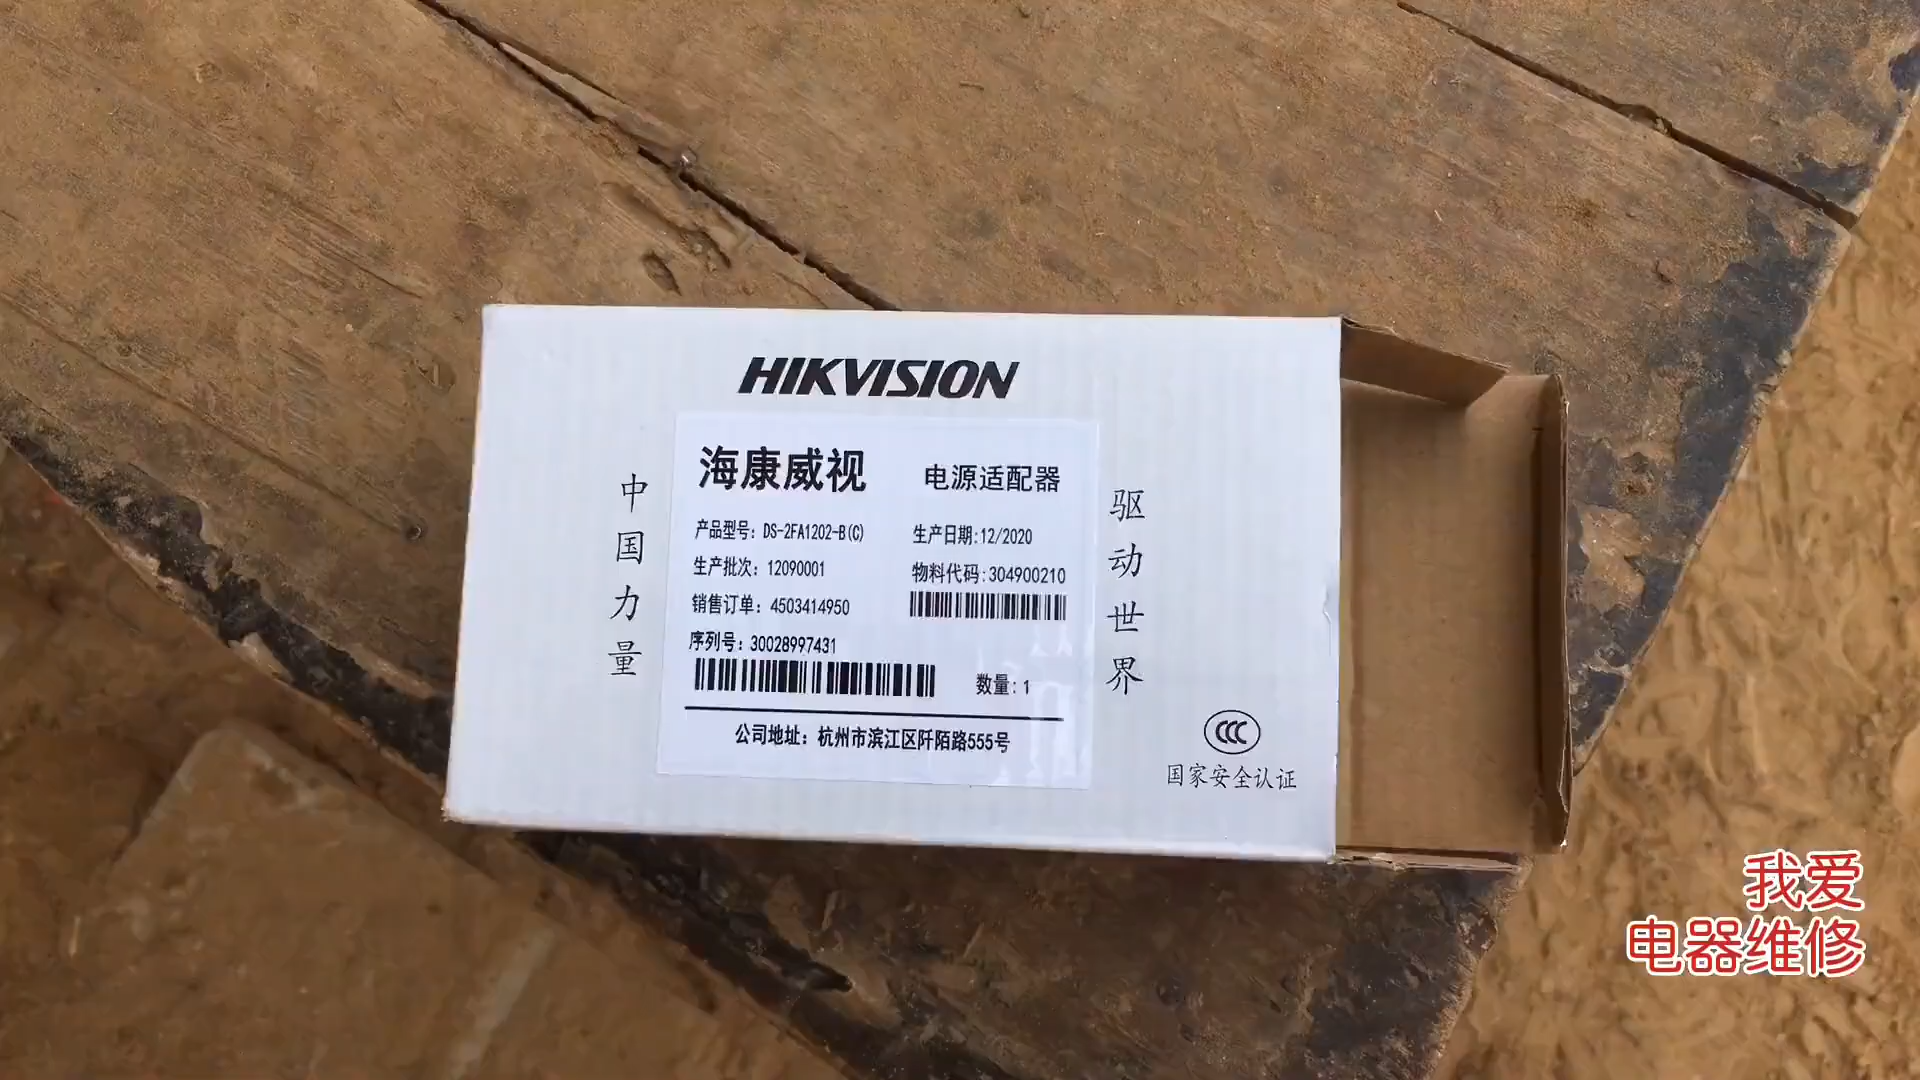 HIKVISION
海康威视 电源适配器
产品型号: DS-2FA1202-B(C) 生产日期:12/2020
生产批次: 12090001 物料代码:304900210
销售订单: 4503414950
序列号: 30028997431
数量: 1
公司地址: 杭州市滨江区阡陌路555号
中国力量
驱动世界
CCC
国家安全认证
我爱
电器维修